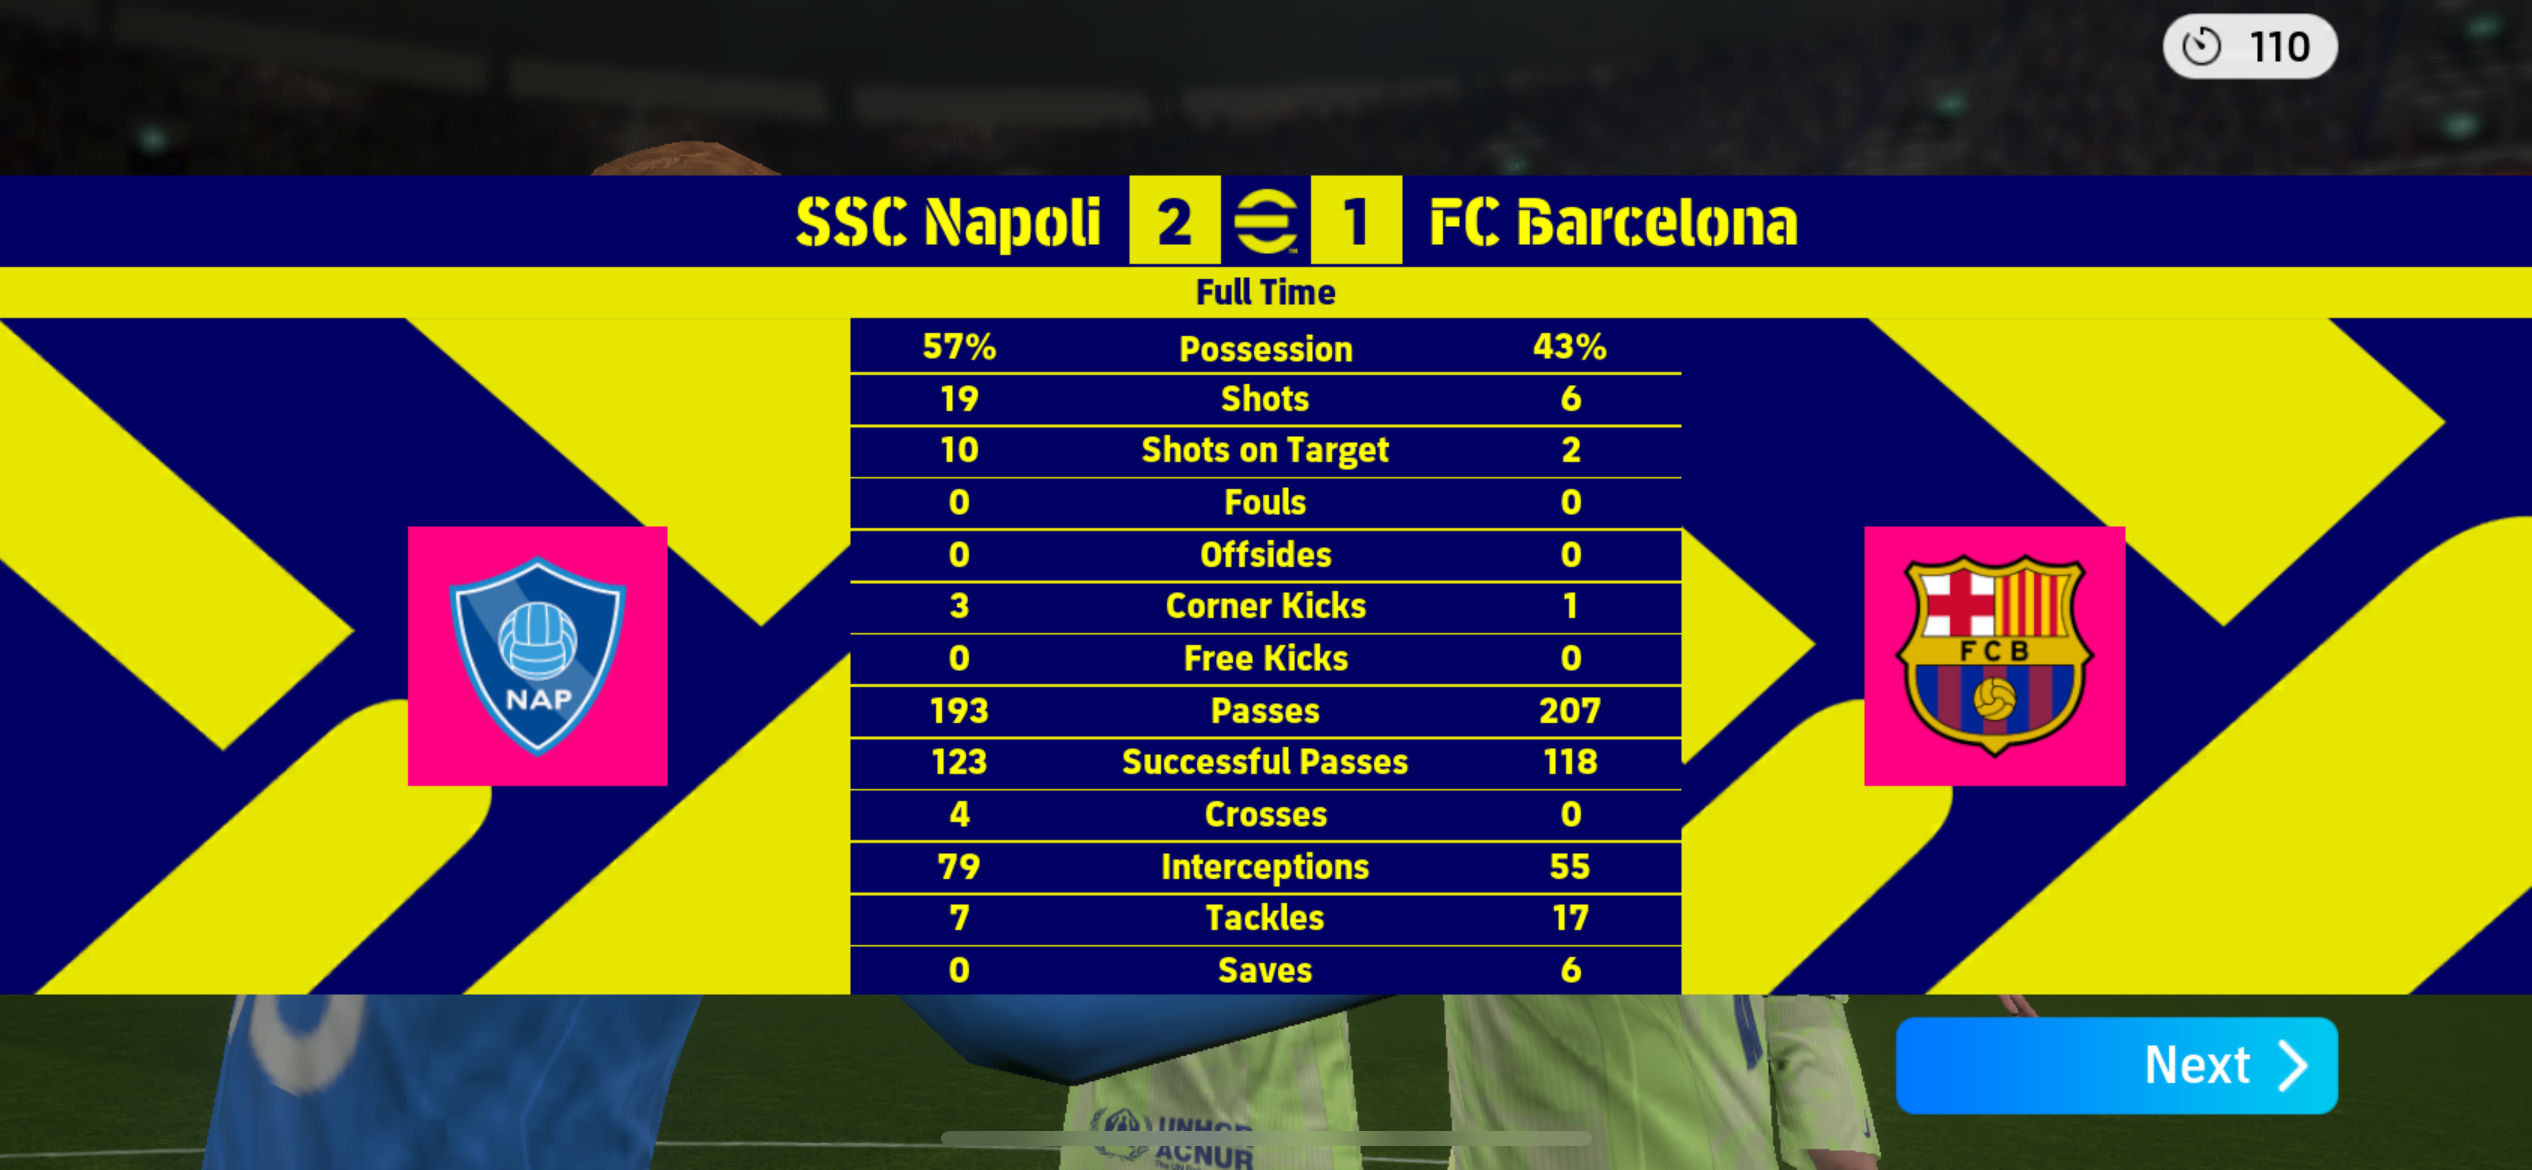 110
SSC Napoli 2 1 FC Barcelona
Full Time
57% Possession 43%
19 Shots 6
10 Shots on Target 2
0 Fouls 0
0 Offsides 0
3 Corner Kicks 1
0 Free Kicks 0
193 Passes 207
123 Successful Passes 118
4 Crosses 0
79 Interceptions 55
7 Tackles 17
0 Saves 6
NAP
FCB
Next
UNHCR
ACNUR